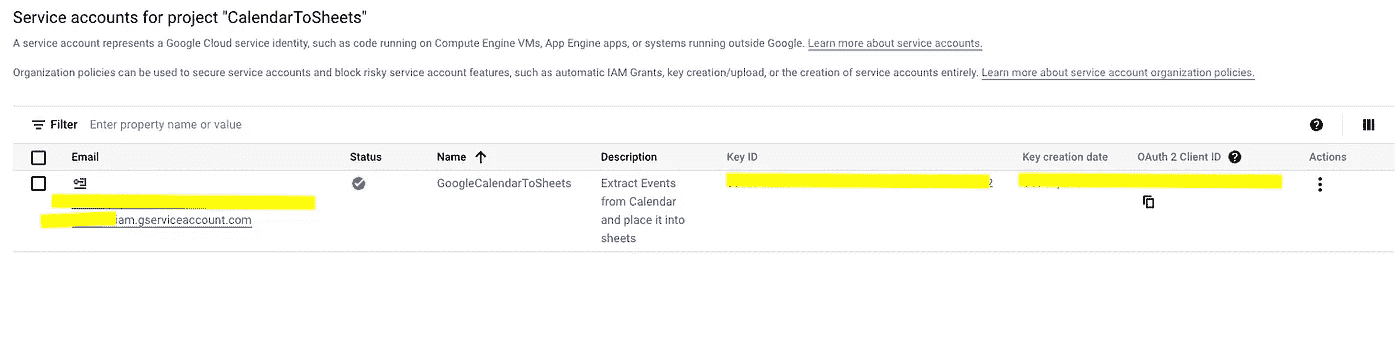 Service accounts for project "CalendarToSheets"
A service account represents a Google Cloud service identity, such as code running on Compute Engine VMs, App Engine apps, or systems running outside Google. Learn more about service accounts.
Organization policies can be used to secure service accounts and block risky service account features, such as automatic IAM Grants, key creation/upload, or the creation of service accounts entirely. Learn more about service account organization policies.
Filter Enter property name or value
Email Status Name Description Key ID Key creation date OAuth 2 Client ID Actions
GoogleCalendarToSheets Extract Events 2
from Calendar
iam.gserviceaccount.com and place it into
sheets